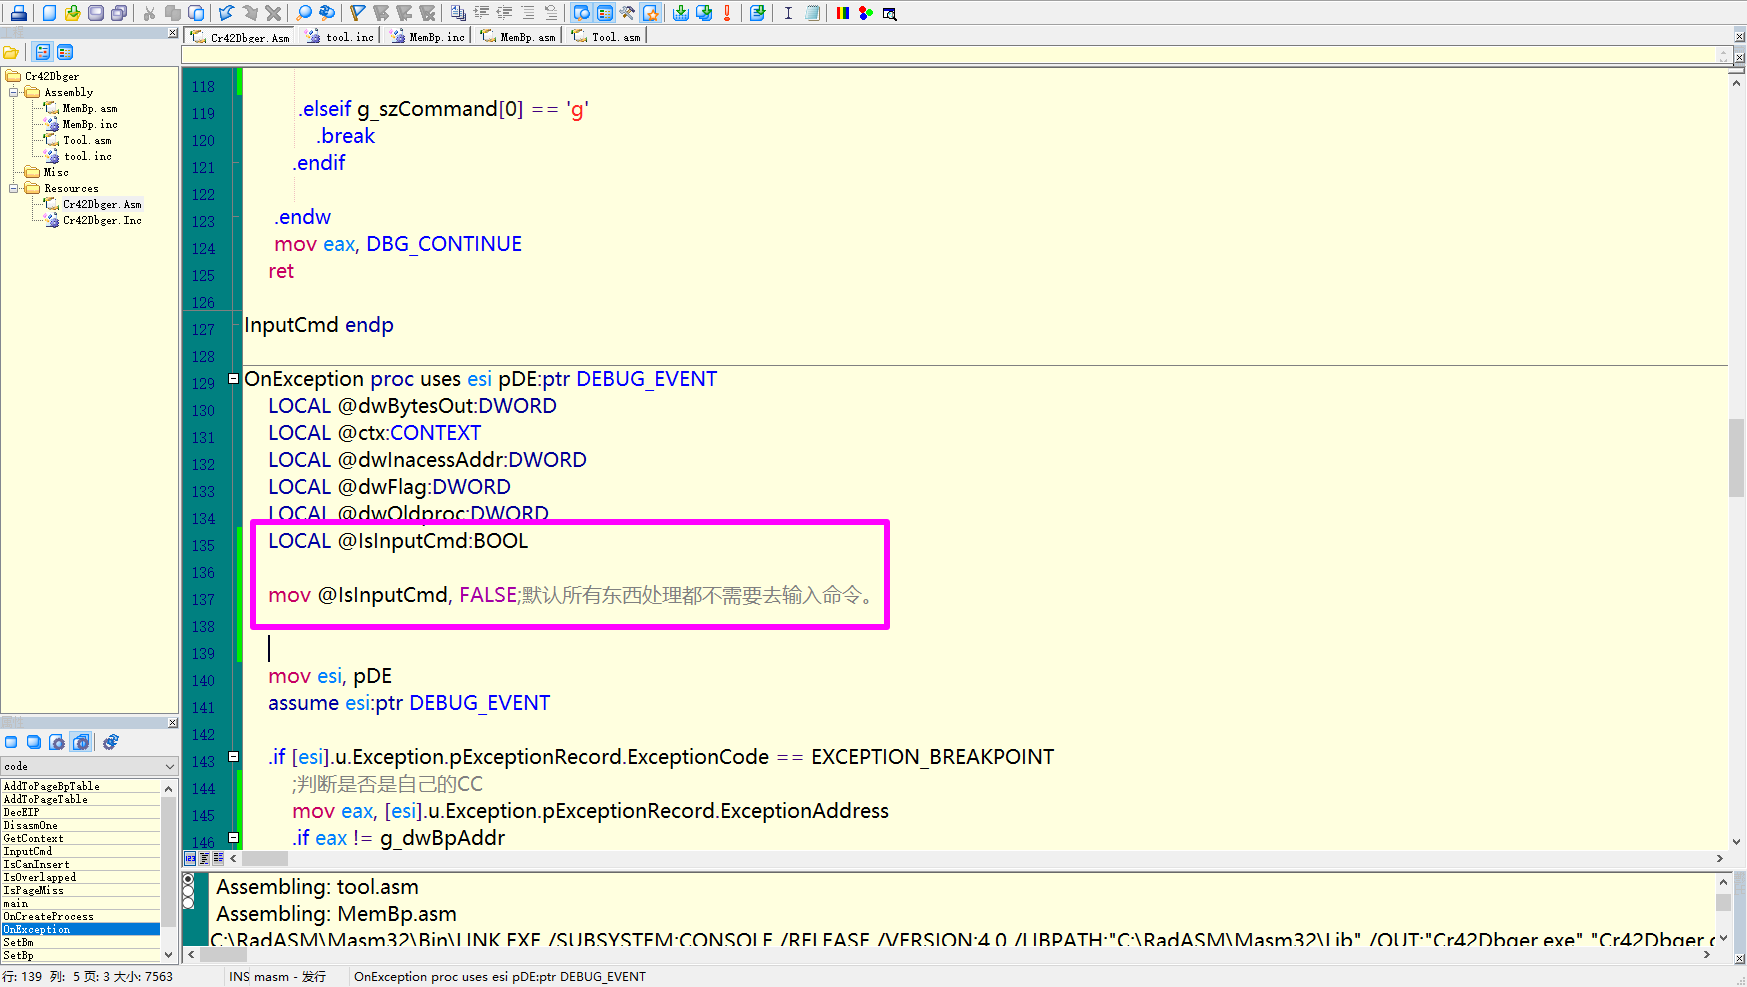 Cr42Dbger.Asm
tool.inc
MemBp.inc
MemBp.asm
Tool.asm
Cr42Dbger
Assembly
MemBp.asm
MemBp.inc
Tool.asm
tool.inc
Misc
Resources
Cr42Dbger.Asm
Cr42Dbger.Inc
code
AddToPageBpTable
AddToPageTable
DecEIP
DisasmOne
GetContext
InputCmd
IsCanInsert
IsOverlapped
IsPageMiss
main
OnCreateProcess
OnException
SetBm
SetBp
118
119 .elseif g_szCommand[0] == 'g'
120 .break
121 .endif
122
123 .endw
124 mov eax, DBG_CONTINUE
125 ret
126
127 InputCmd endp
128
129 OnException proc uses esi pDE:ptr DEBUG_EVENT
130 LOCAL @dwBytesOut:DWORD
131 LOCAL @ctx:CONTEXT
132 LOCAL @dwInacessAddr:DWORD
133 LOCAL @dwFlag:DWORD
134 LOCAL @dwOldproc:DWORD
135 LOCAL @IsInputCmd:BOOL
136
137 mov @IsInputCmd, FALSE;默认所有东西处理都不需要去输入命令。
138
139
140 mov esi, pDE
141 assume esi:ptr DEBUG_EVENT
142
143 .if [esi].u.Exception.pExceptionRecord.ExceptionCode == EXCEPTION_BREAKPOINT
144 ;判断是否是自己的CC
145 mov eax, [esi].u.Exception.pExceptionRecord.ExceptionAddress
146 .if eax != g_dwBpAddr
Assembling: tool.asm
Assembling: MemBp.asm
C:\RadASM\Masm32\Bin\LINK.EXE /SUBSYSTEM:CONSOLE /RELEASE /VERSION:4.0 /LIBPATH:"C:\RadASM\Masm32\Lib" /OUT:"Cr42Dbger.exe" "Cr42Dbger.
行: 139 列: 5 页: 3 大小: 7563
INS masm - 发行
OnException proc uses esi pDE:ptr DEBUG_EVENT